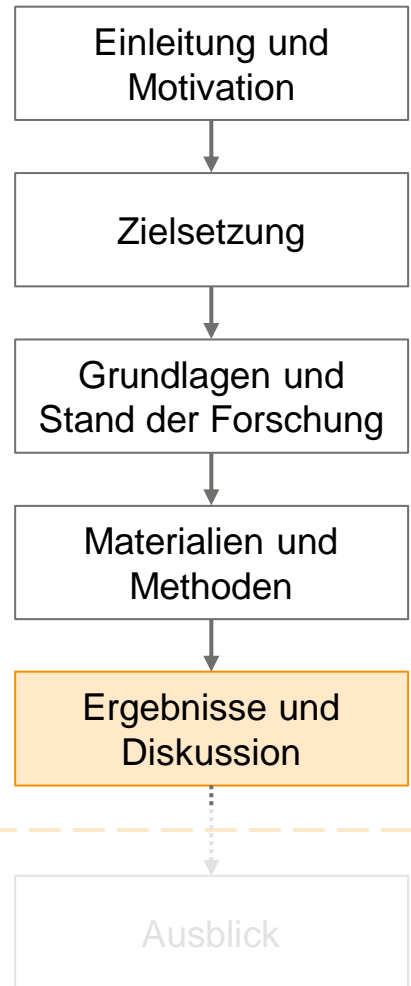 Einleitung und
Motivation
Zielsetzung
Grundlagen und
Stand der Forschung
Materialien und
Methoden
Ergebnisse und
Diskussion
Ausblick